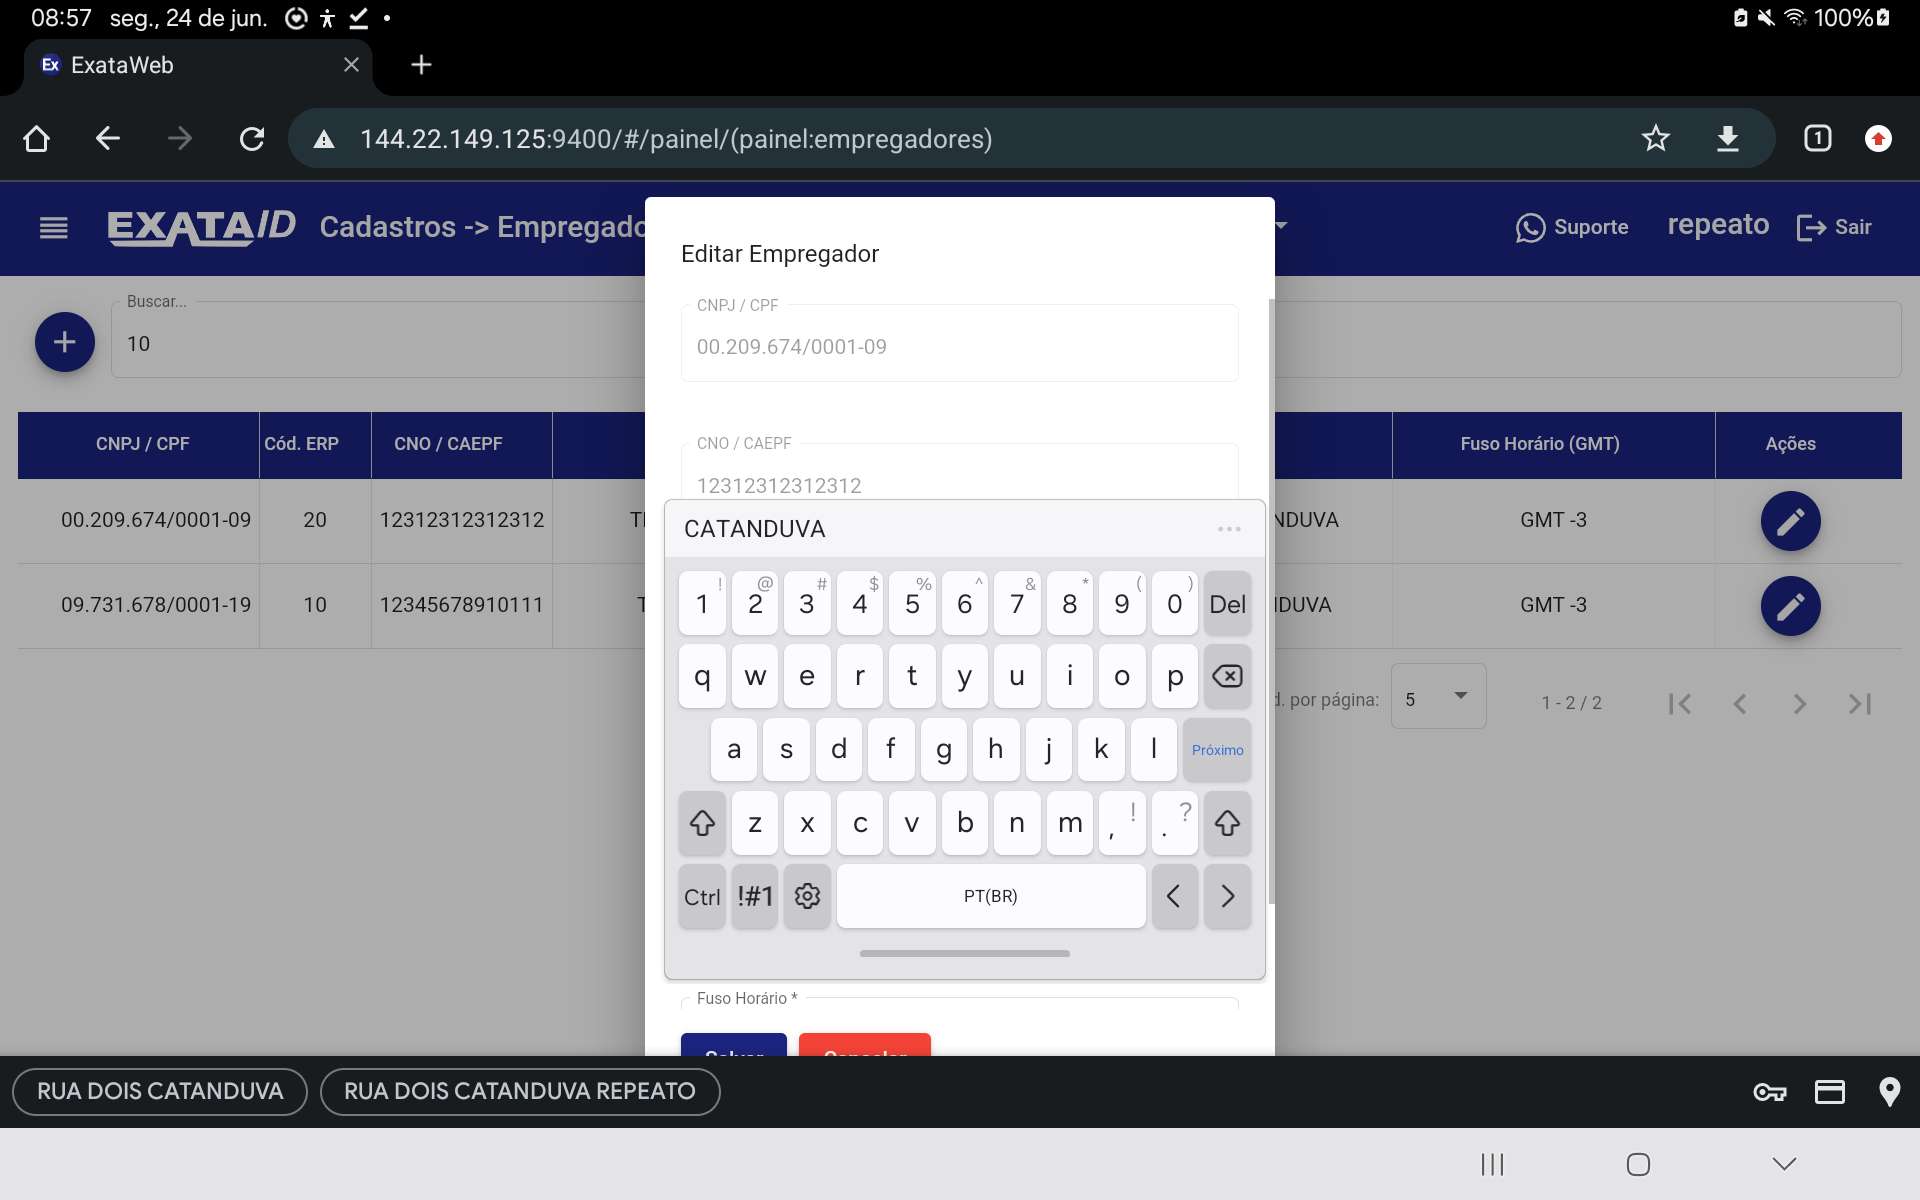 08:57 seg., 24 de jun.
100%
Ex ExataWeb
144.22.149.125:9400/#/painel/(painel:empregadores)
1
EXATA/D Cadastros -> Empregado
Suporte repeato Sair
Editar Empregador
Buscar...
10
CNPJ / CPF
00.209.674/0001-09
CNO / CAEPF
12312312312312
CNPJ / CPF Cód. ERP CNO / CAEPF Fuso Horário (GMT) Ações
00.209.674/0001-09 20 12312312312312 NDUVA GMT -3
09.731.678/0001-19 10 12345678910111 T DUVA GMT -3
d. por página: 5 1 - 2 / 2
CATANDUVA
! @ # $ % ^ & * ( )
1 2 3 4 5 6 7 8 9 0 Del
q w e r t y u i o p
a s d f g h j k l Próximo
z x c v b n m , ! . ?
Ctrl !#1 PT(BR) < >
Fuso Horário *
Salvar Cancelar
RUA DOIS CATANDUVA RUA DOIS CATANDUVA REPEATO